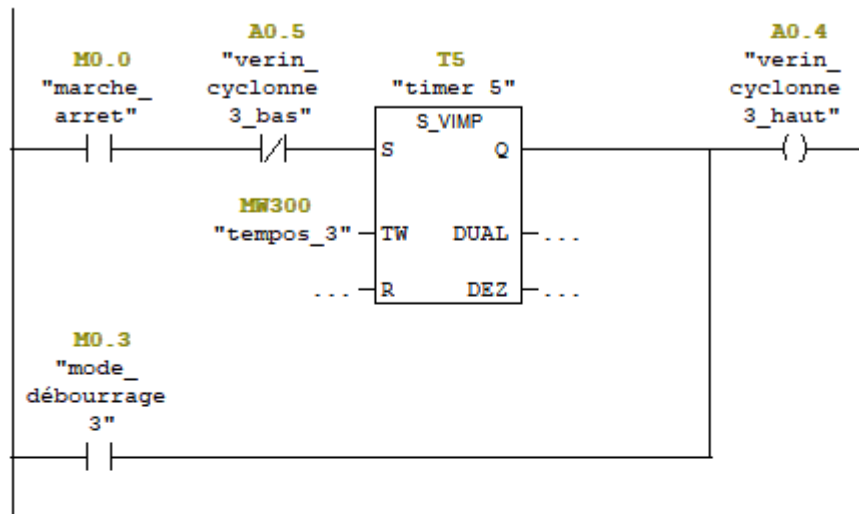 A0.5
A0.4
M0.0
"verin_
T5
"verin_
"marche_
cyclonne
"timer 5"
cyclonne
arret"
3_bas"
S_VIMP
3_haut"
S
Q
MW300
"tempos_3"
TW
DUAL
...
...
R
DEZ
...
M0.3
"mode_
débourrage
3"